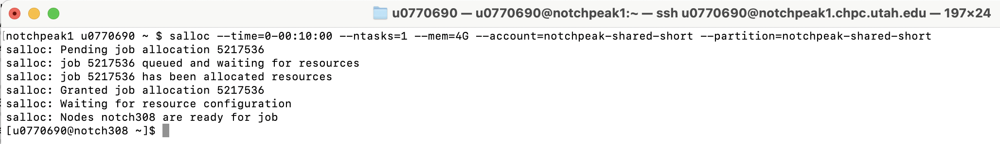 u0770690 — u0770690@notchpeak1:~ — ssh u0770690@notchpeak1.chpc.utah.edu — 197×24
[notchpeak1 u0770690 ~ $ salloc --time=0-00:10:00 --ntasks=1 --mem=4G --account=notchpeak-shared-short --partition=notchpeak-shared-short
salloc: Pending job allocation 5217536
salloc: job 5217536 queued and waiting for resources
salloc: job 5217536 has been allocated resources
salloc: Granted job allocation 5217536
salloc: Waiting for resource configuration
salloc: Nodes notch308 are ready for job
[u0770690@notch308 ~]$